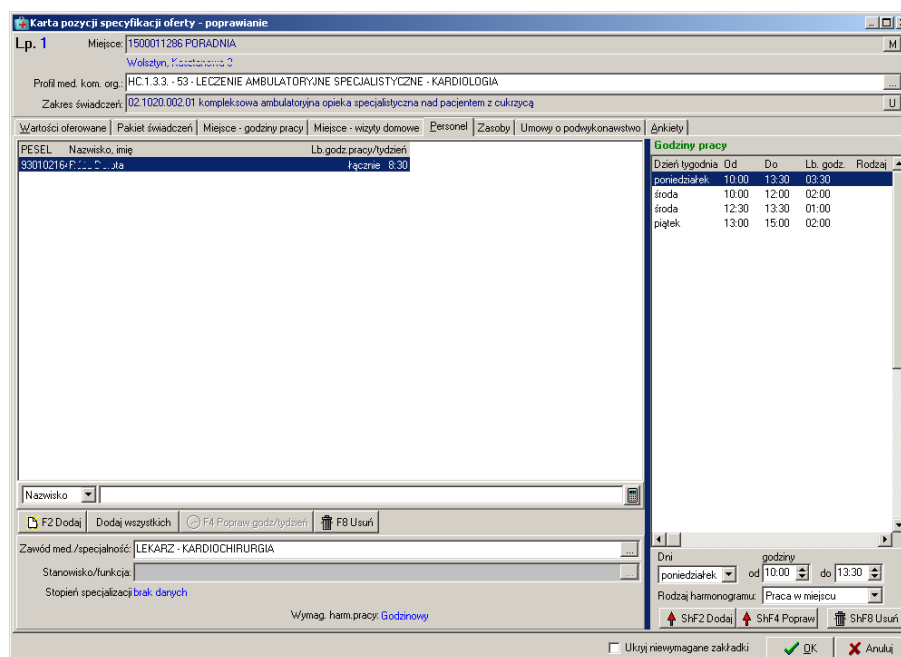 Karta pozycji specyfikacji oferty - poprawianie
Lp. 1 Miejsce: 1500011286 PORADNIA M
Wolsztyn,
Profil med. kom. org.: HC.1.3.3. - 53 - LECZENIE AMBULATORYJNE SPECJALISTYCZNE - KARDIOLOGIA ...
Zakres świadczeń: 02.1020.002.01 kompleksowa ambulatoryjna opieka specjalistyczna nad pacjentem z cukrzycą U
Wartości oferowane Pakiet świadczeń Miejsce - godziny pracy Miejsce - wizyty domowe Personel Zasoby Umowy o podwykonawstwo Ankiety
PESEL Nazwisko, imię Lb.godz.pracy/tydzień
łącznie 8:30
Godziny pracy
Dzień tygodnia Od Do Lb. godz. Rodzaj
poniedziałek 10:00 13:30 03:30
środa 10:00 12:00 02:00
środa 12:30 13:30 01:00
piątek 13:00 15:00 02:00
Nazwisko
F2 Dodaj Dodaj wszystkich F4 Popraw godz/tydzień F8 Usuń
Zawód med./specjalność: LEKARZ - KARDIOCHIRURGIA ...
Stanowisko/funkcja: ...
Stopień specjalizacji brak danych
Wymag. harm.pracy: Godzinowy
Dni godziny
poniedziałek od 10:00 do 13:30
Rodzaj harmonogramu: Praca w miejscu
ShF2 Dodaj ShF4 Popraw ShF8 Usuń
Ukryj niewymagane zakładki OK Anuluj